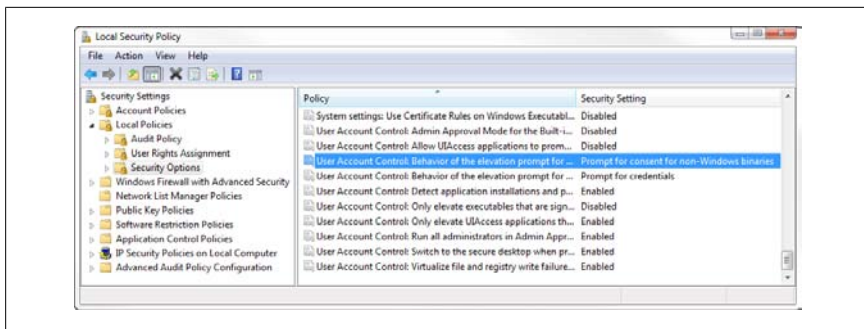 Local Security Policy
File Action View Help
Security Settings
Account Policies
Local Policies
Audit Policy
User Rights Assignment
Security Options
Windows Firewall with Advanced Security
Network List Manager Policies
Public Key Policies
Software Restriction Policies
Application Control Policies
IP Security Policies on Local Computer
Advanced Audit Policy Configuration
Policy Security Setting
System settings: Use Certificate Rules on Windows Executabl... Disabled
User Account Control: Admin Approval Mode for the Built-i... Disabled
User Account Control: Allow UIAccess applications to prom... Disabled
User Account Control: Behavior of the elevation prompt for ... Prompt for consent for non-Windows binaries
User Account Control: Behavior of the elevation prompt for ... Prompt for credentials
User Account Control: Detect application installations and p... Enabled
User Account Control: Only elevate executables that are sign... Disabled
User Account Control: Only elevate UIAccess applications th... Enabled
User Account Control: Run all administrators in Admin Appr... Enabled
User Account Control: Switch to the secure desktop when pr... Enabled
User Account Control: Virtualize file and registry write failure... Enabled